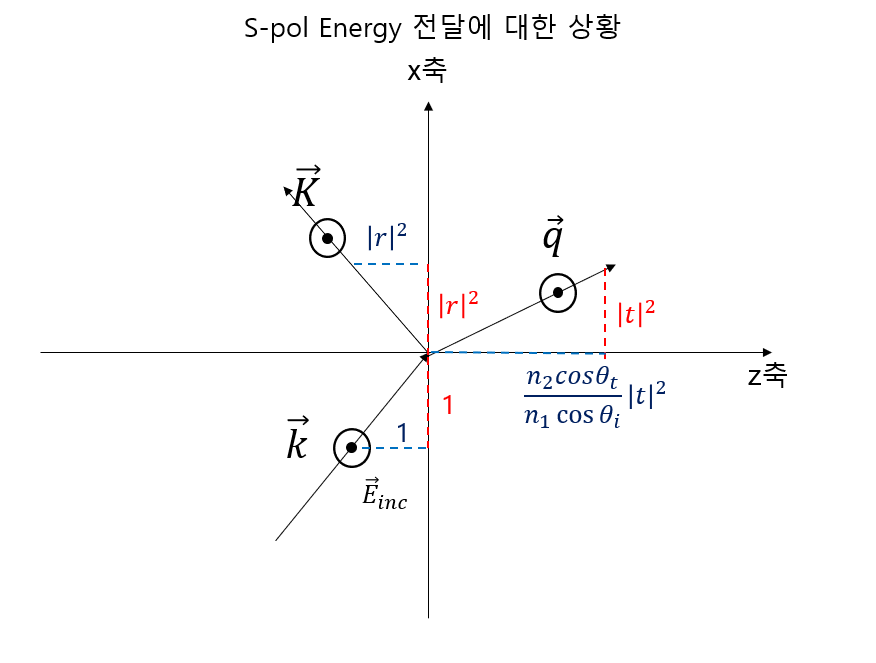 S-pol Energy 전달에 대한 상황
x축
$\vec{K}$
$|r|^2$
$\vec{q}$
$|r|^2$
$|t|^2$
z축
$\frac{n_2 cos\theta_t}{n_1 \cos\theta_i}|t|^2$
1
1
$\vec{k}$
$\vec{E}_{inc}$